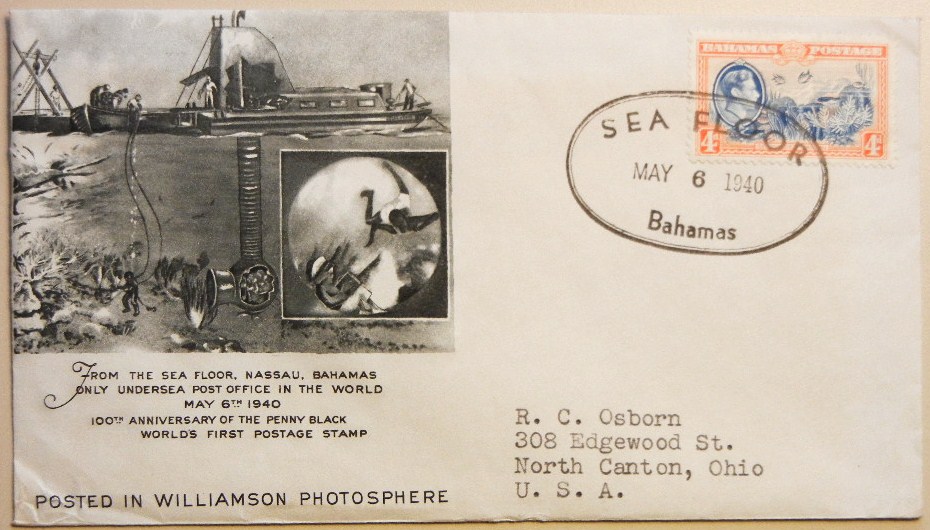 BAHAMAS POSTAGE
4d 4d
SEA FLOOR
MAY 6 1940
Bahamas
FROM THE SEA FLOOR, NASSAU, BAHAMAS
ONLY UNDERSEA POST OFFICE IN THE WORLD
MAY 6TH 1940
100TH ANNIVERSARY OF THE PENNY BLACK
WORLD'S FIRST POSTAGE STAMP
POSTED IN WILLIAMSON PHOTOSPHERE
R. C. Osborn
308 Edgewood St.
North Canton, Ohio
U. S. A.